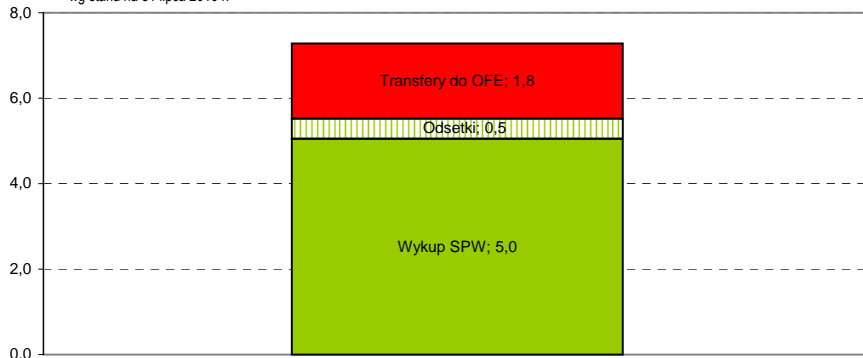 8,0
Transfery do OFE; 1,8
6,0
Odsetki; 0,5
4,0
Wykup SPW; 5,0
2,0
0,0